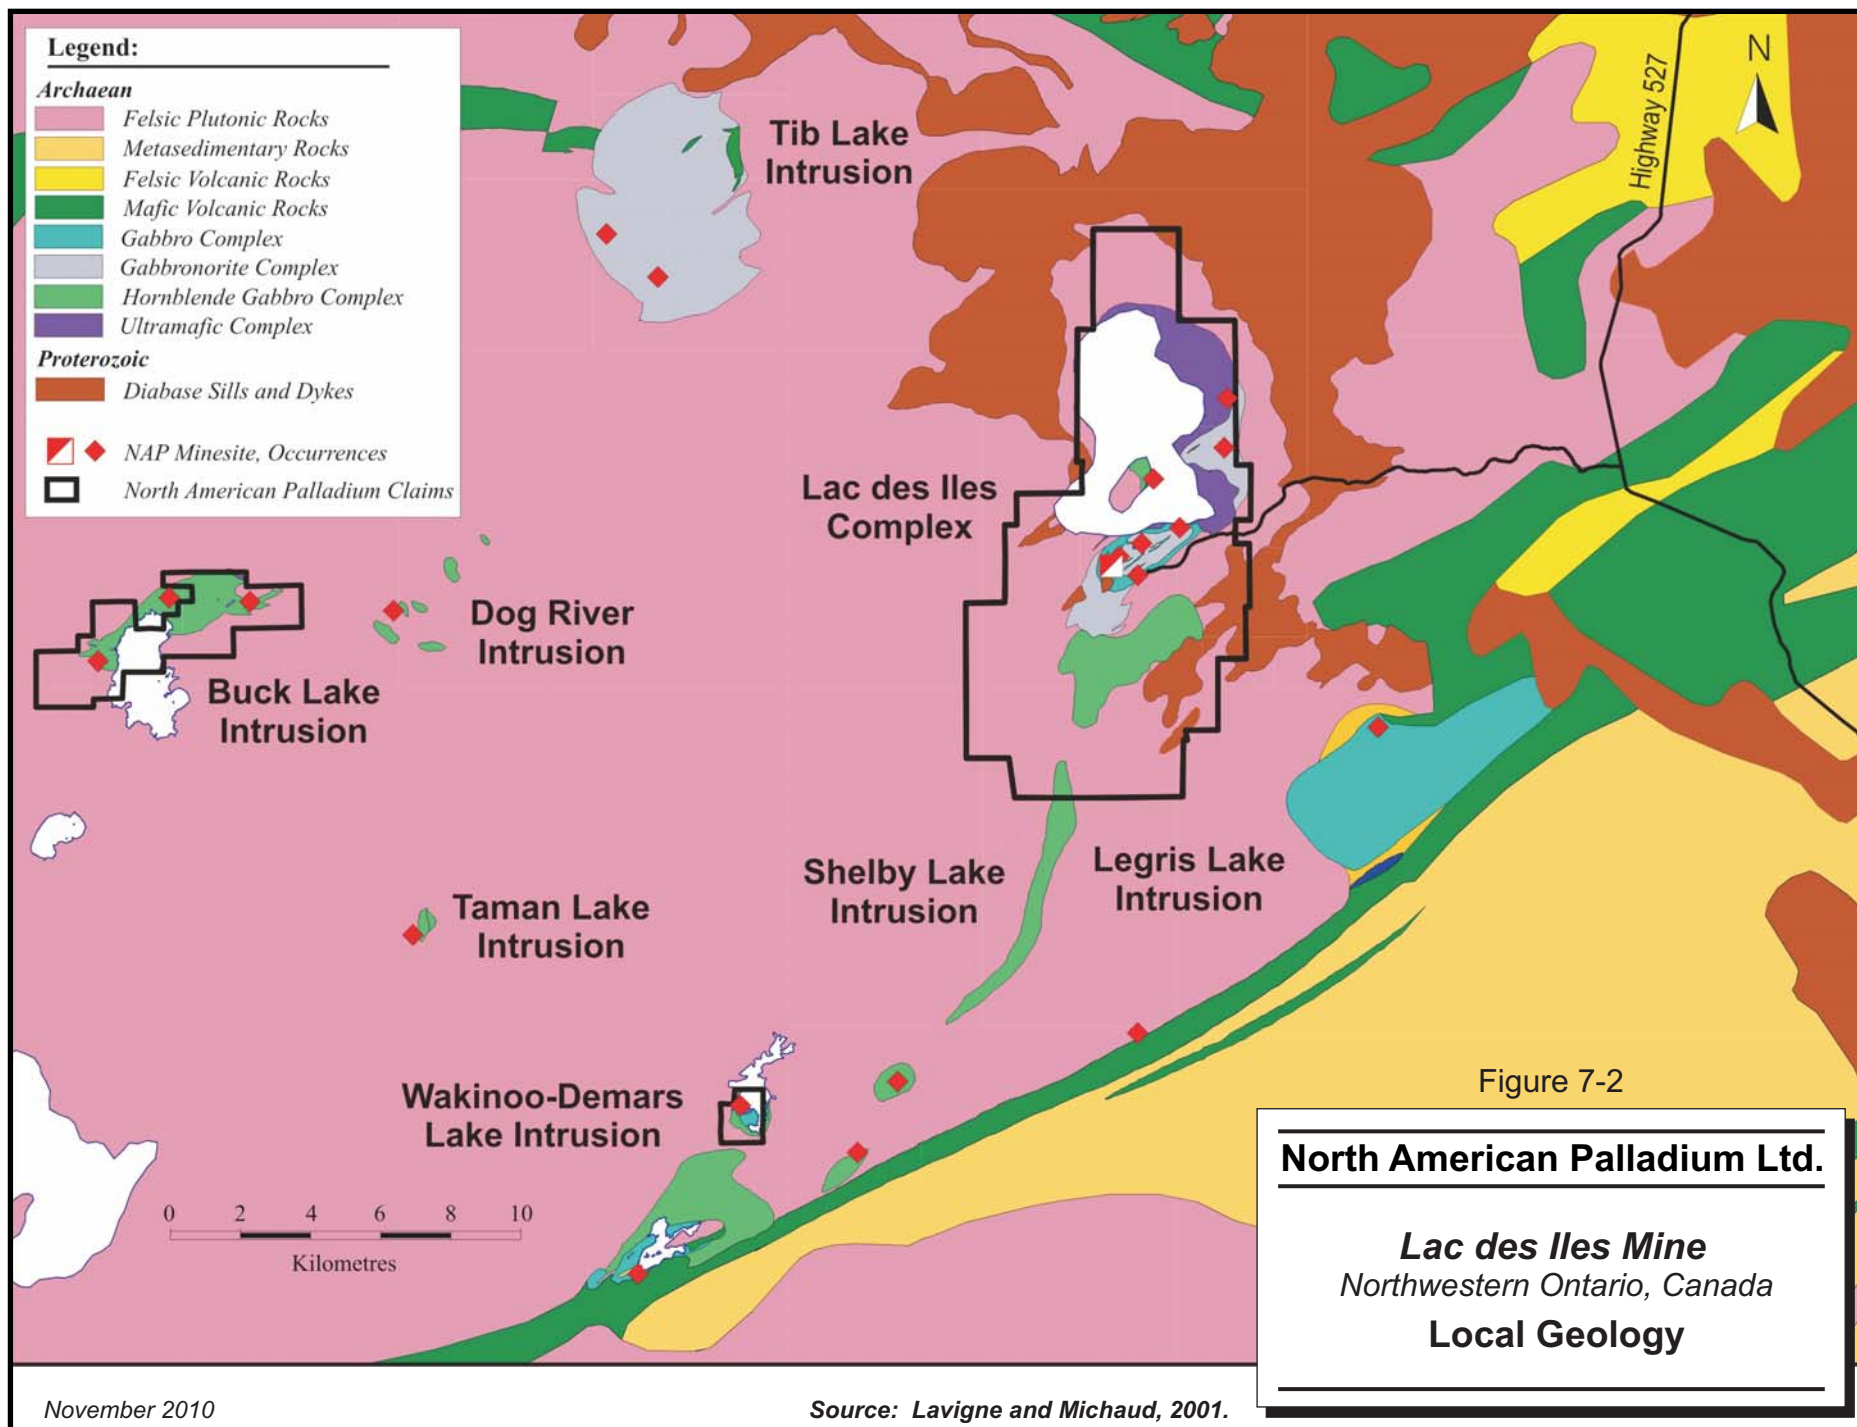 Legend:
Archaean
Felsic Plutonic Rocks
Metasedimentary Rocks
Felsic Volcanic Rocks
Mafic Volcanic Rocks
Gabbro Complex
Gabbronorite Complex
Hornblende Gabbro Complex
Ultramafic Complex
Proterozoic
Diabase Sills and Dykes
NAP Minesite, Occurrences
North American Palladium Claims
Tib Lake
Intrusion
Highway 527
N
Lac des Iles
Complex
Dog River
Intrusion
Buck Lake
Intrusion
Shelby Lake
Intrusion
Legris Lake
Intrusion
Taman Lake
Intrusion
Wakinoo-Demars
Lake Intrusion
0 2 4 6 8 10
Kilometres
Figure 7-2
North American Palladium Ltd.
Lac des Iles Mine
Northwestern Ontario, Canada
Local Geology
November 2010
Source: Lavigne and Michaud, 2001.